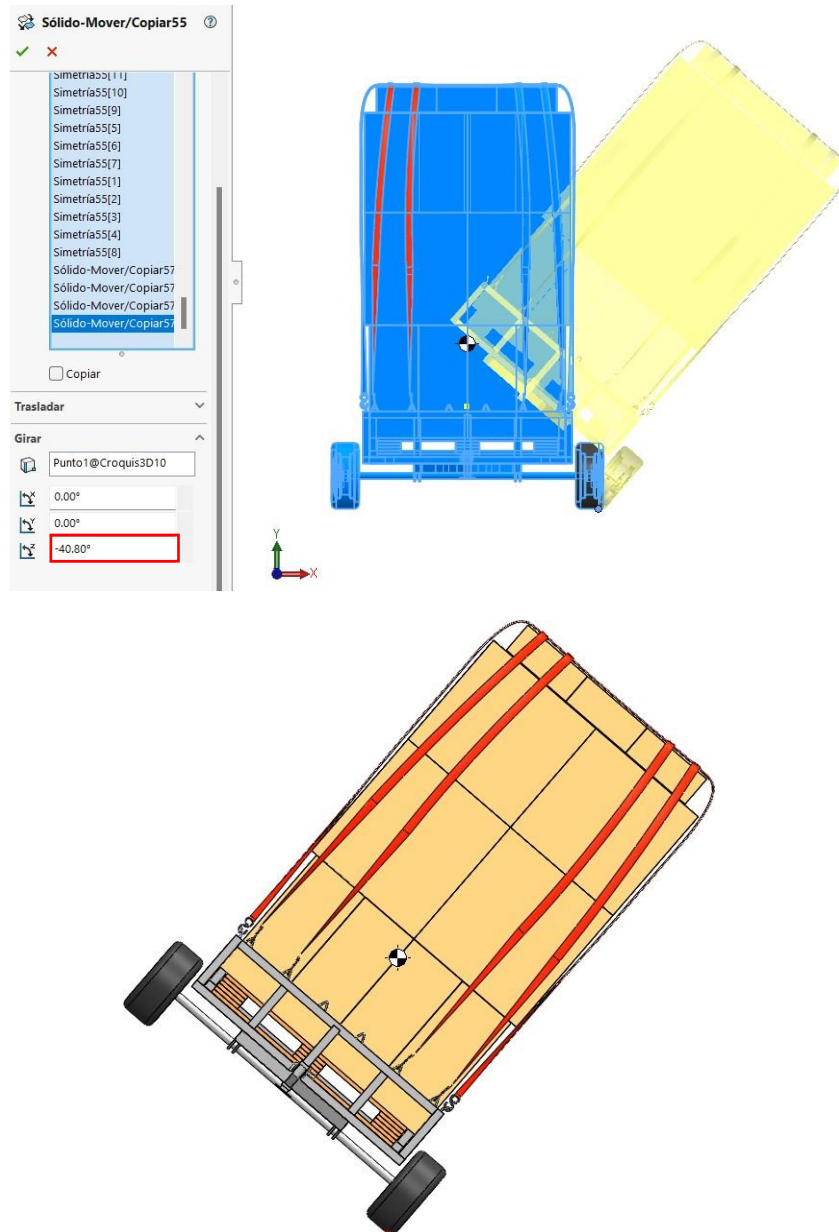 Sólido-Mover/Copiar55
Simetría55[11]
Simetría55[10]
Simetría55[9]
Simetría55[5]
Simetría55[6]
Simetría55[7]
Simetría55[1]
Simetría55[2]
Simetría55[3]
Simetría55[4]
Simetría55[8]
Sólido-Mover/Copiar57
Sólido-Mover/Copiar57
Sólido-Mover/Copiar57
Sólido-Mover/Copiar57
Copiar
Trasladar
Girar
Punto1@Croquis3D10
X 0.00°
Y 0.00°
Z -40.80°
Y
X